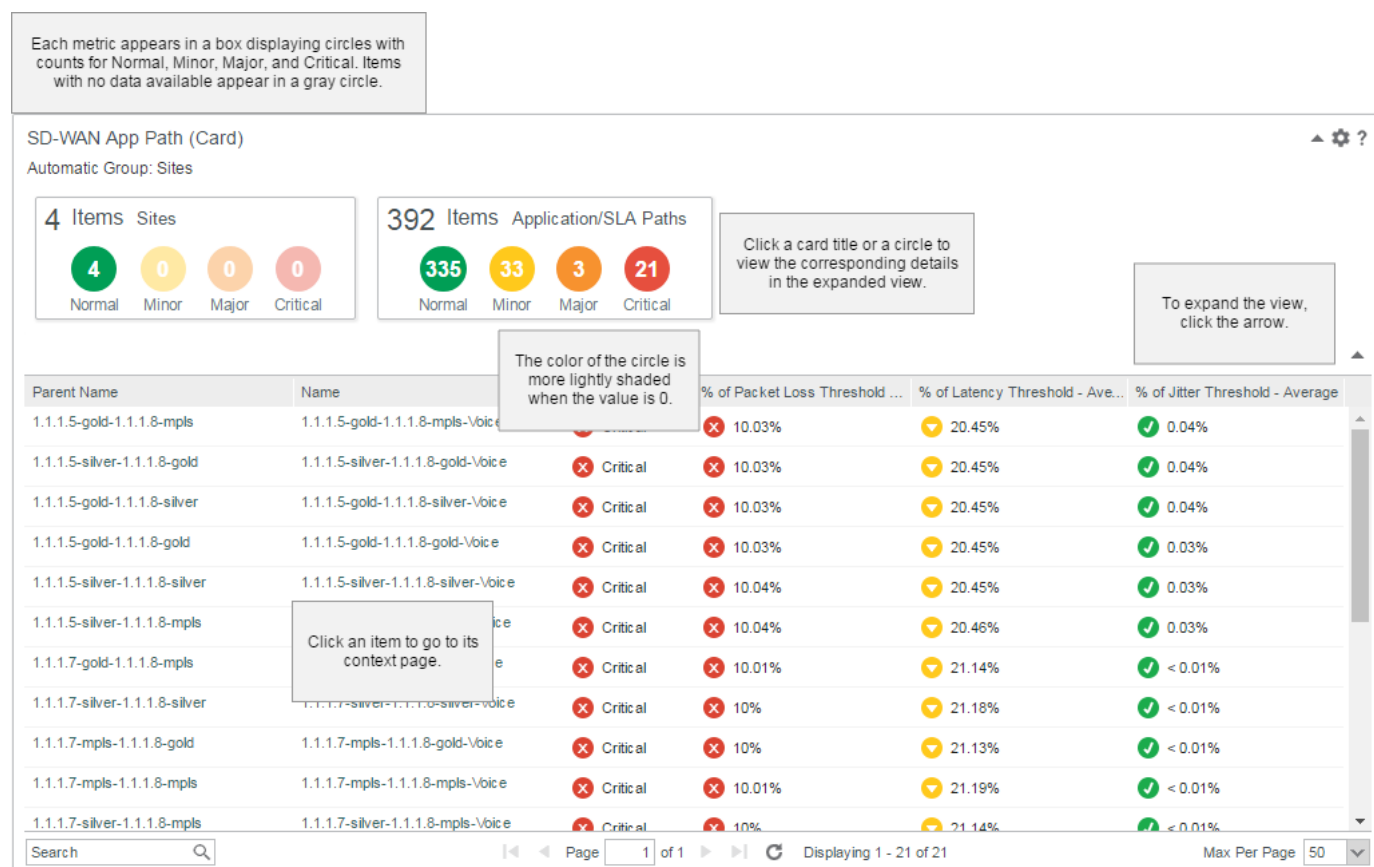 Each metric appears in a box displaying circles with
counts for Normal, Minor, Major, and Critical. Items
with no data available appear in a gray circle.
SD-WAN App Path (Card)
?
Automatic Group: Sites
4 Items Sites
4 0 0 0
Normal Minor Major Critical
392 Items Application/SLA Paths
335 33 3 21
Normal Minor Major Critical
Click a card title or a circle to
view the corresponding details
in the expanded view.
To expand the view,
click the arrow.
The color of the circle is
more lightly shaded
when the value is 0.
Parent Name Name % of Packet Loss Threshold ... % of Latency Threshold - Ave... % of Jitter Threshold - Average
1.1.1.5-gold-1.1.1.8-mpls 1.1.1.5-gold-1.1.1.8-mpls-Voice 10.03% 20.45% 0.04%
1.1.1.5-silver-1.1.1.8-gold 1.1.1.5-silver-1.1.1.8-gold-Voice Critical 10.03% 20.45% 0.04%
1.1.1.5-gold-1.1.1.8-silver 1.1.1.5-gold-1.1.1.8-silver-Voice Critical 10.03% 20.45% 0.04%
1.1.1.5-gold-1.1.1.8-gold 1.1.1.5-gold-1.1.1.8-gold-Voice Critical 10.03% 20.45% 0.03%
1.1.1.5-silver-1.1.1.8-silver 1.1.1.5-silver-1.1.1.8-silver-Voice Critical 10.04% 20.45% 0.03%
1.1.1.5-silver-1.1.1.8-mpls ice Critical 10.04% 20.46% 0.03%
Click an item to go to its
context page.
1.1.1.7-gold-1.1.1.8-mpls e Critical 10.01% 21.14% < 0.01%
1.1.1.7-silver-1.1.1.8-silver 1.1.1.7-silver-1.1.1.8-silver-Voice Critical 10% 21.18% < 0.01%
1.1.1.7-mpls-1.1.1.8-gold 1.1.1.7-mpls-1.1.1.8-gold-Voice Critical 10% 21.13% < 0.01%
1.1.1.7-mpls-1.1.1.8-mpls 1.1.1.7-mpls-1.1.1.8-mpls-Voice Critical 10.01% 21.19% < 0.01%
1.1.1.7-silver-1.1.1.8-mpls 1.1.1.7-silver-1.1.1.8-mpls-Voice Critical 10% 21.14% < 0.01%
Search Page 1 of 1 Displaying 1 - 21 of 21 Max Per Page 50